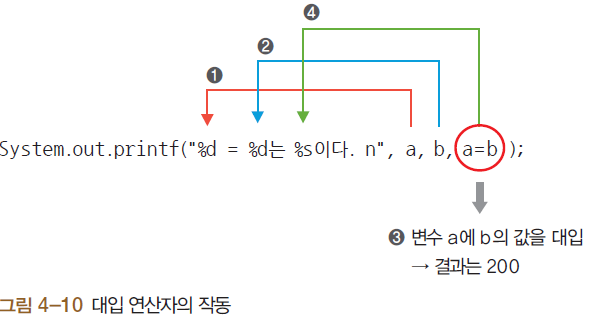 ❹
❷
❶
System.out.printf("%d = %d는 %s이다. n", a, b, a=b );
❸ 변수 a에 b의 값을 대입
→ 결과는 200
그림 4-10 대입 연산자의 작동